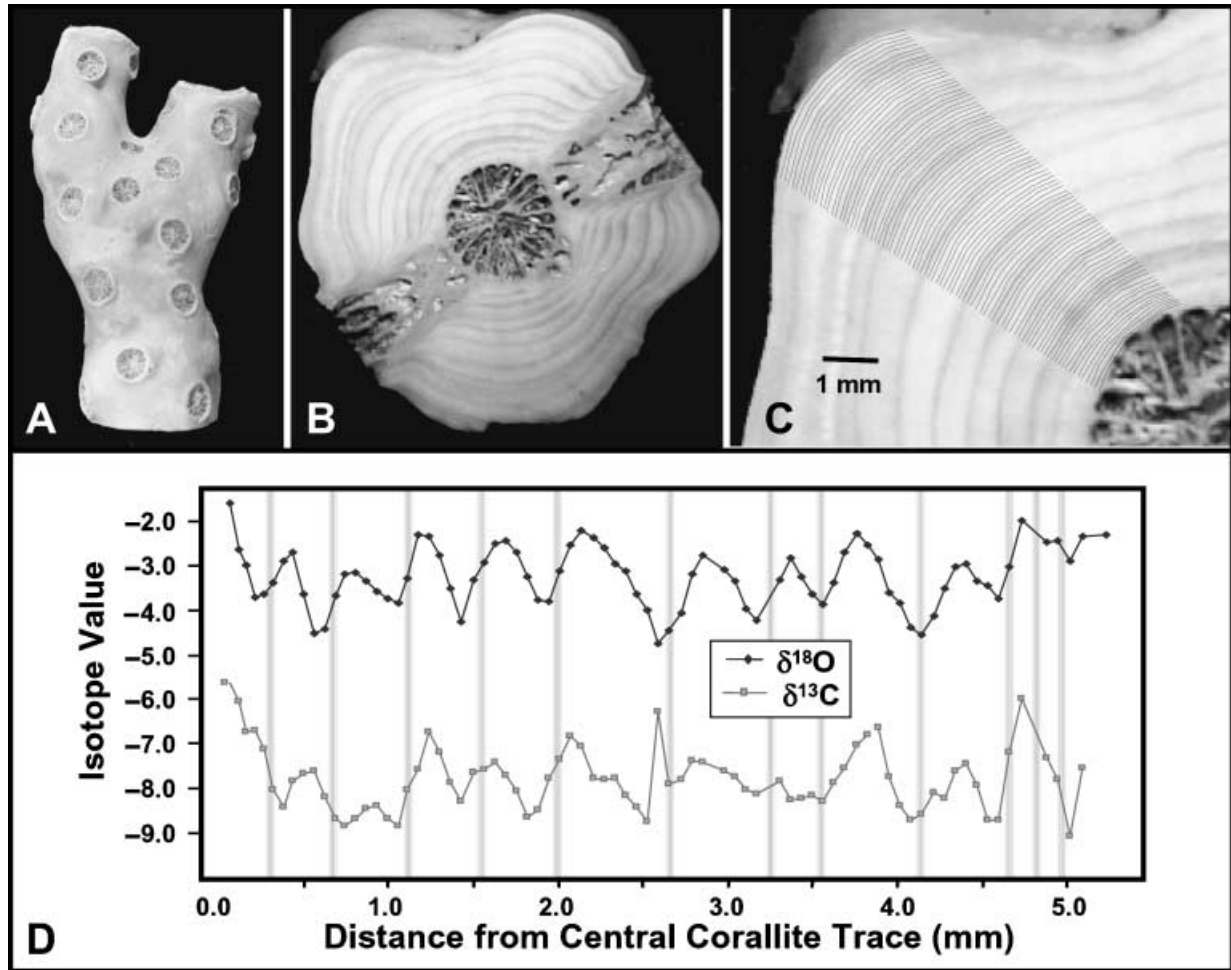 A
B
C
1 mm
–2.0
–3.0
–4.0
–5.0
–6.0
–7.0
–8.0
–9.0
Isotope Value
δ¹⁸O
δ¹³C
0.0 1.0 2.0 3.0 4.0 5.0
D
Distance from Central Corallite Trace (mm)